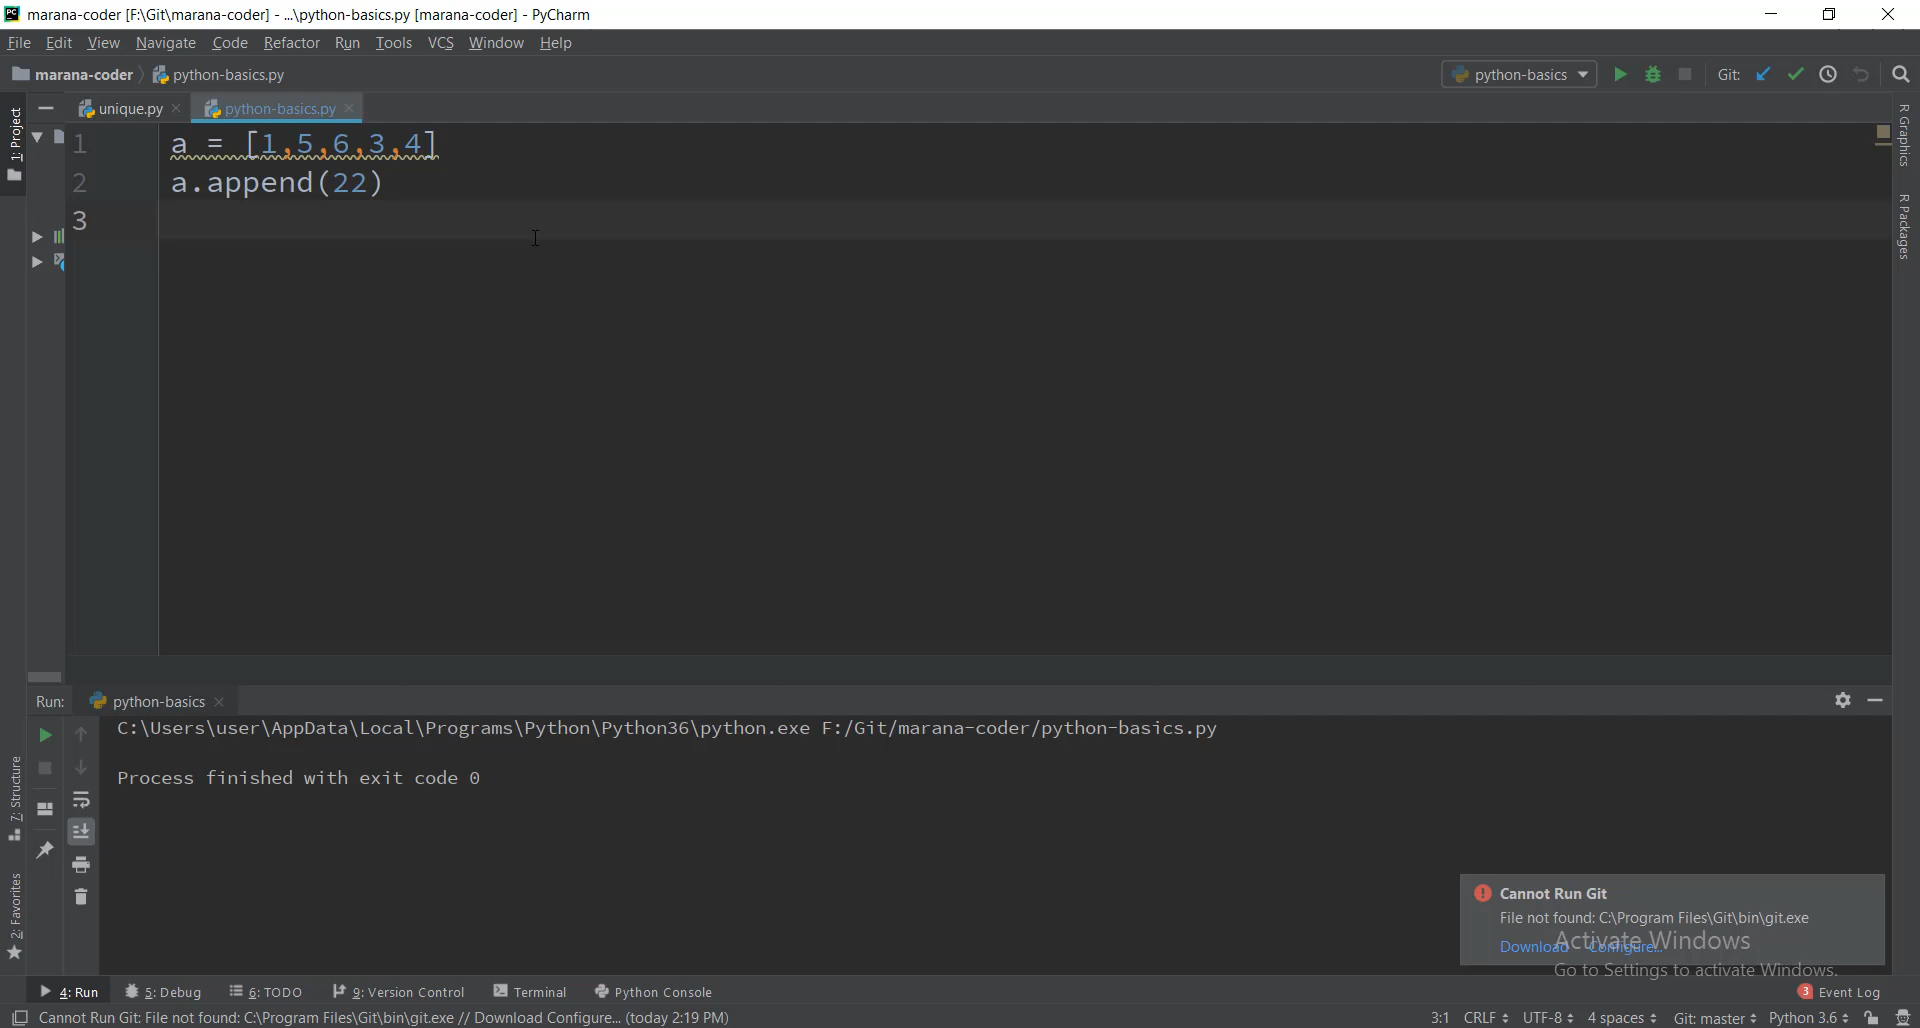 marana-coder [F:\Git\marana-coder] - ...\python-basics.py [marana-coder] - PyCharm
File Edit View Navigate Code Refactor Run Tools VCS Window Help
marana-coder python-basics.py
python-basics Git:
1: Project
unique.py python-basics.py
R Graphics
R Packages
1 a = [1,5,6,3,4]
2 a.append(22)
3
Run: python-basics
C:\Users\user\AppData\Local\Programs\Python\Python36\python.exe F:/Git/marana-coder/python-basics.py
Process finished with exit code 0
7: Structure
2: Favorites
Cannot Run Git
File not found: C:\Program Files\Git\bin\git.exe
Download Configure...
Activate Windows
Go to Settings to activate Windows.
4: Run 5: Debug 6: TODO 9: Version Control Terminal Python Console 3 Event Log
Cannot Run Git: File not found: C:\Program Files\Git\bin\git.exe // Download Configure... (today 2:19 PM) 3:1 CRLF UTF-8 4 spaces Git: master Python 3.6